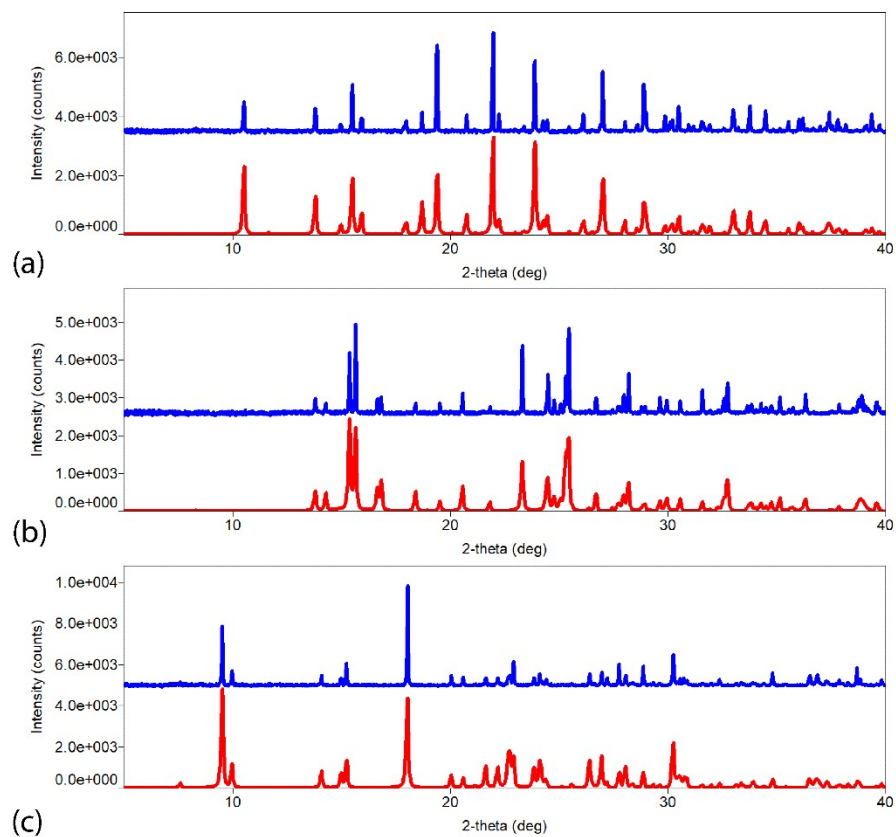 Intensity (counts)
6.0e+003
4.0e+003
2.0e+003
0.0e+000
10
20
30
40
2-theta (deg)
(a)
Intensity (counts)
5.0e+003
4.0e+003
3.0e+003
2.0e+003
1.0e+003
0.0e+000
10
20
30
40
2-theta (deg)
(b)
Intensity (counts)
1.0e+004
8.0e+003
6.0e+003
4.0e+003
2.0e+003
0.0e+000
10
20
30
40
2-theta (deg)
(c)